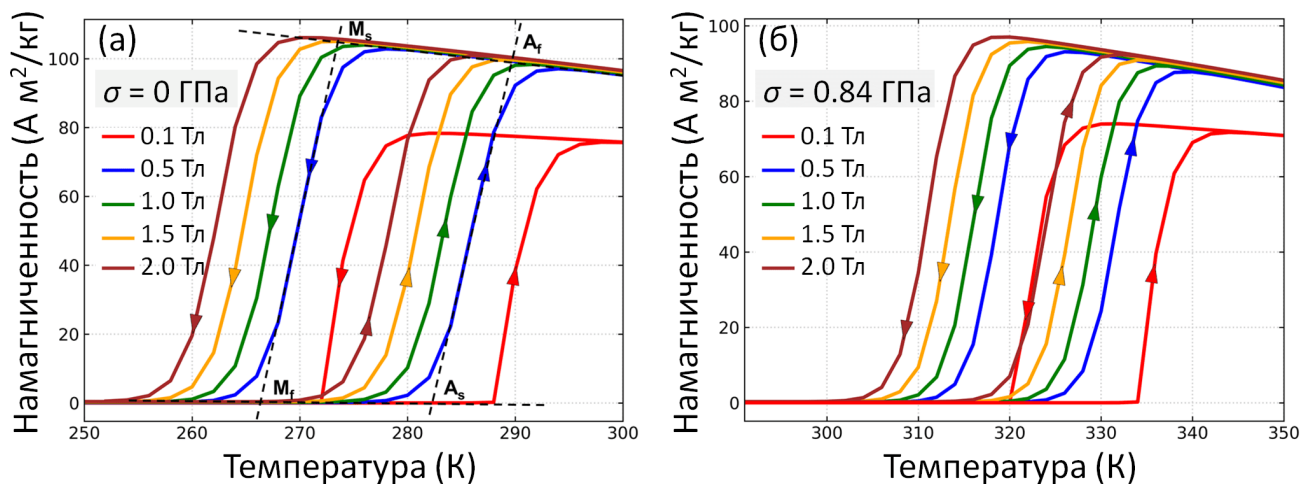 (а)
σ = 0 ГПа
0.1 Тл
0.5 Тл
1.0 Тл
1.5 Тл
2.0 Тл
Ms
Af
Mf
As
Намагниченность (А м²/кг)
100
80
60
40
20
0
250 260 270 280 290 300
Температура (К)
(б)
σ = 0.84 ГПа
0.1 Тл
0.5 Тл
1.0 Тл
1.5 Тл
2.0 Тл
Намагниченность (А м²/кг)
100
80
60
40
20
0
300 310 320 330 340 350
Температура (К)